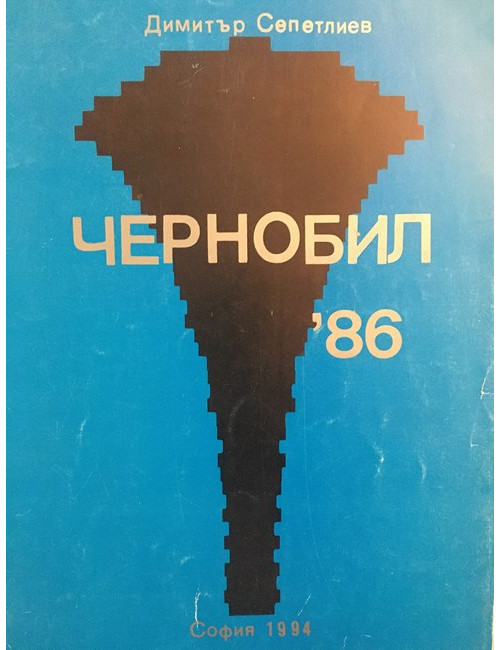 Димитър Сепетлиев
ЧЕРНОБИЛ
'86
София 1994